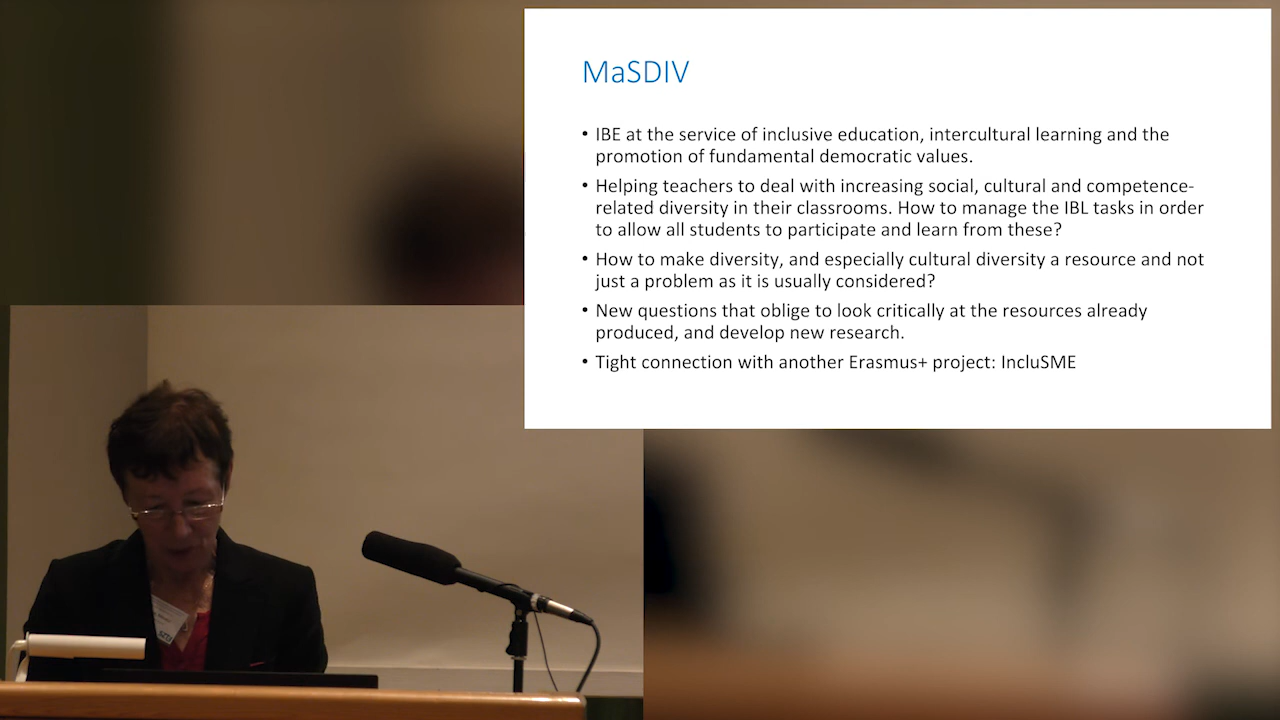 MaSDIV
• IBE at the service of inclusive education, intercultural learning and the
promotion of fundamental democratic values.
• Helping teachers to deal with increasing social, cultural and competence-
related diversity in their classrooms. How to manage the IBL tasks in order
to allow all students to participate and learn from these?
• How to make diversity, and especially cultural diversity a resource and not
just a problem as it is usually considered?
• New questions that oblige to look critically at the resources already
produced, and develop new research.
• Tight connection with another Erasmus+ project: IncluSME